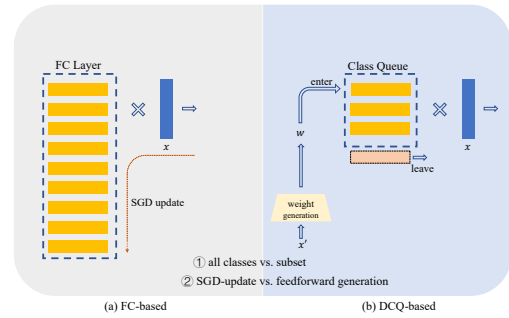 FC Layer
x
SGD update
Class Queue
enter
w
x
leave
weight
generation
x'
① all classes vs. subset
② SGD-update vs. feedforward generation
(a) FC-based
(b) DCQ-based